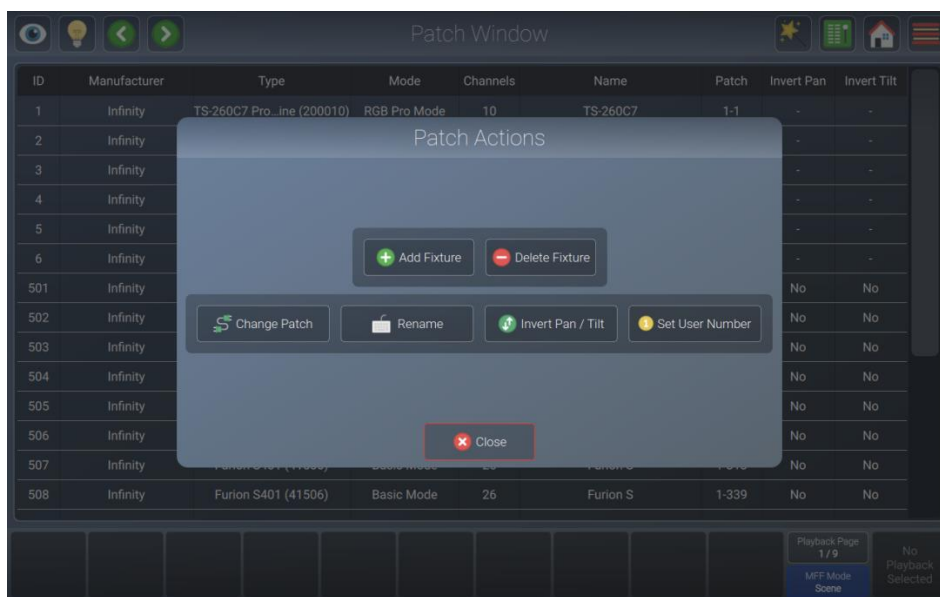 Patch Window
ID Manufacturer Type Mode Channels Name Patch Invert Pan Invert Tilt
1 Infinity TS-260C7 Pro...ine (200010) RGB Pro Mode 10 TS-260C7 1-1 - -
Patch Actions
2 Infinity - -
3 Infinity - -
4 Infinity - -
5 Infinity - -
Add Fixture Delete Fixture
6 Infinity - -
501 Infinity No No
502 Infinity No No
Change Patch Rename Invert Pan / Tilt Set User Number
503 Infinity No No
504 Infinity No No
505 Infinity No No
506 Infinity No No
Close
507 Infinity No No
508 Infinity Furion S401 (41506) Basic Mode 26 Furion S 1-339 No No
Playback Page
1 / 9
MFF Mode
Scene
No
Playback
Selected